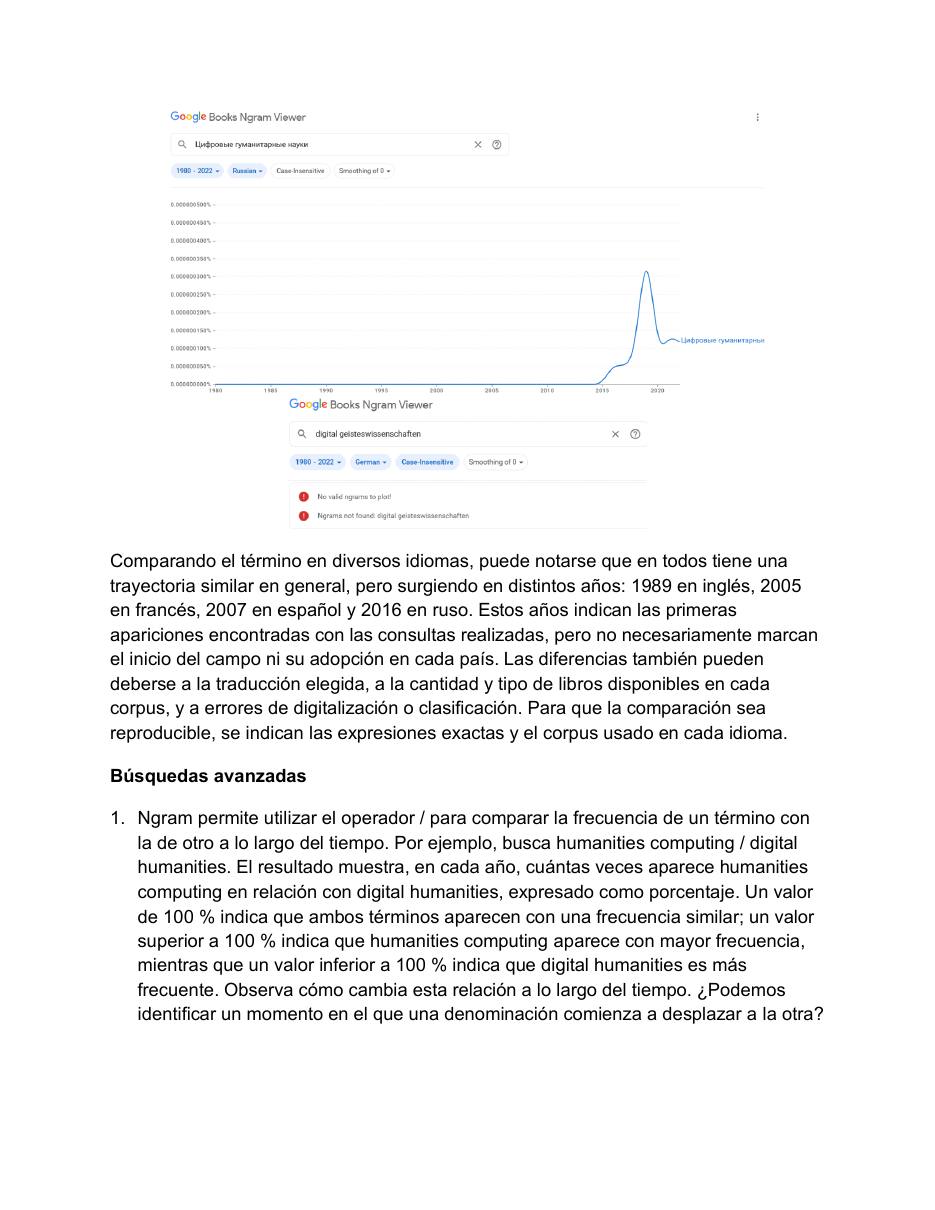 Google Books Ngram Viewer
Цифровые гуманитарные науки
1980 - 2022 Russian Case-Insensitive Smoothing of 0
0.000000500%
0.000000450%
0.000000400%
0.000000350%
0.000000300%
0.000000250%
0.000000200%
0.000000150%
0.000000100%
0.000000050%
0.000000000%
Цифровые гуманитарны
1980 1985 1990 1995 2000 2005 2010 2015 2020
Google Books Ngram Viewer
digital geisteswissenschaften
1980 - 2022 German Case-Insensitive Smoothing of 0
No valid ngrams to plot!
Ngrams not found: digital geisteswissenschaften
Comparando el término en diversos idiomas, puede notarse que en todos tiene una
trayectoria similar en general, pero surgiendo en distintos años: 1989 en inglés, 2005
en francés, 2007 en español y 2016 en ruso. Estos años indican las primeras
apariciones encontradas con las consultas realizadas, pero no necesariamente marcan
el inicio del campo ni su adopción en cada país. Las diferencias también pueden
deberse a la traducción elegida, a la cantidad y tipo de libros disponibles en cada
corpus, y a errores de digitalización o clasificación. Para que la comparación sea
reproducible, se indican las expresiones exactas y el corpus usado en cada idioma.
Búsquedas avanzadas
1. Ngram permite utilizar el operador / para comparar la frecuencia de un término con
la de otro a lo largo del tiempo. Por ejemplo, busca humanities computing / digital
humanities. El resultado muestra, en cada año, cuántas veces aparece humanities
computing en relación con digital humanities, expresado como porcentaje. Un valor
de 100 % indica que ambos términos aparecen con una frecuencia similar; un valor
superior a 100 % indica que humanities computing aparece con mayor frecuencia,
mientras que un valor inferior a 100 % indica que digital humanities es más
frecuente. Observa cómo cambia esta relación a lo largo del tiempo. ¿Podemos
identificar un momento en el que una denominación comienza a desplazar a la otra?